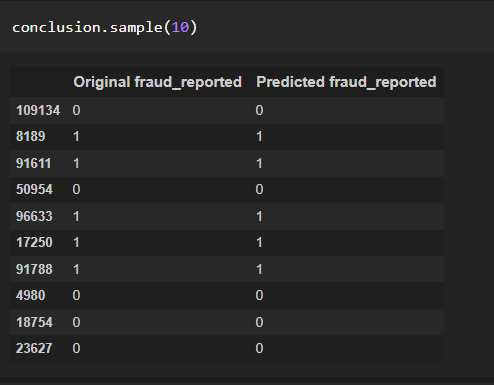 conclusion.sample(10)
Original fraud_reported Predicted fraud_reported
109134 0 0
8189 1 1
91611 1 1
50954 0 0
96633 1 1
17250 1 1
91788 1 1
4980 0 0
18754 0 0
23627 0 0